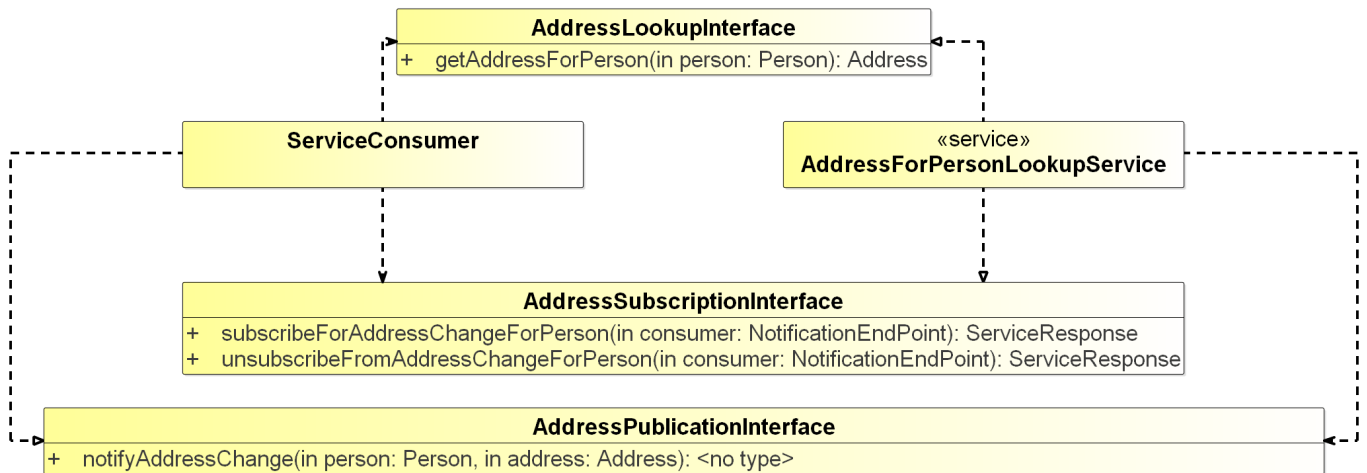 AddressLookupInterface
+ getAddressForPerson(in person: Person): Address
ServiceConsumer
«service»
AddressForPersonLookupService
AddressSubscriptionInterface
+ subscribeForAddressChangeForPerson(in consumer: NotificationEndPoint): ServiceResponse
+ unsubscribeFromAddressChangeForPerson(in consumer: NotificationEndPoint): ServiceResponse
AddressPublicationInterface
+ notifyAddressChange(in person: Person, in address: Address): <no type>